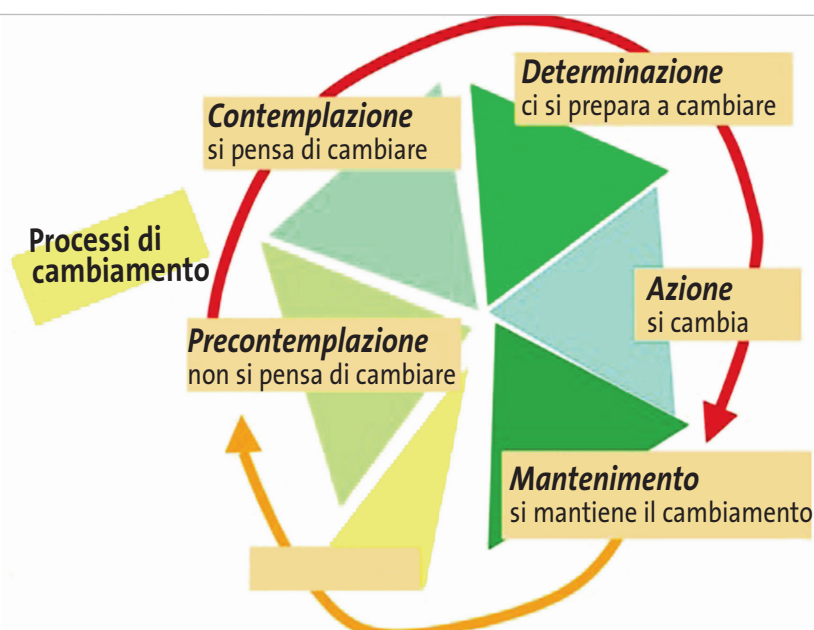 Processi di
cambiamento
Precontemplazione
non si pensa di cambiare
Contemplazione
si pensa di cambiare
Determinazione
ci si prepara a cambiare
Azione
si cambia
Mantenimento
si mantiene il cambiamento